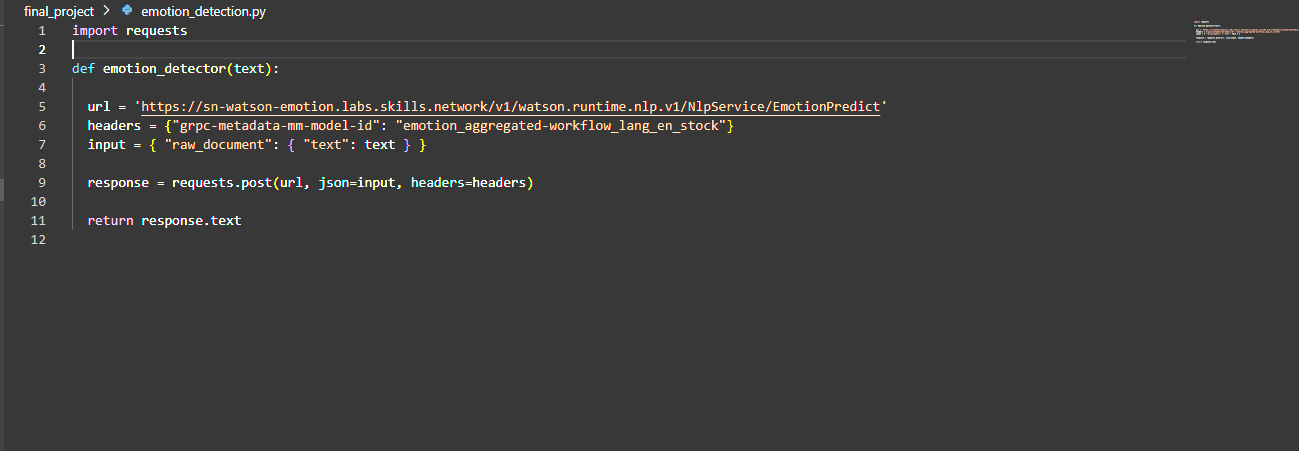 final_project > emotion_detection.py
1 import requests
2
3 def emotion_detector(text):
4
5 url = 'https://sn-watson-emotion.labs.skills.network/v1/watson.runtime.nlp.v1/NlpService/EmotionPredict'
6 headers = {"grpc-metadata-mm-model-id": "emotion_aggregated-workflow_lang_en_stock"}
7 input = { "raw_document": { "text": text } }
8
9 response = requests.post(url, json=input, headers=headers)
10
11 return response.text
12